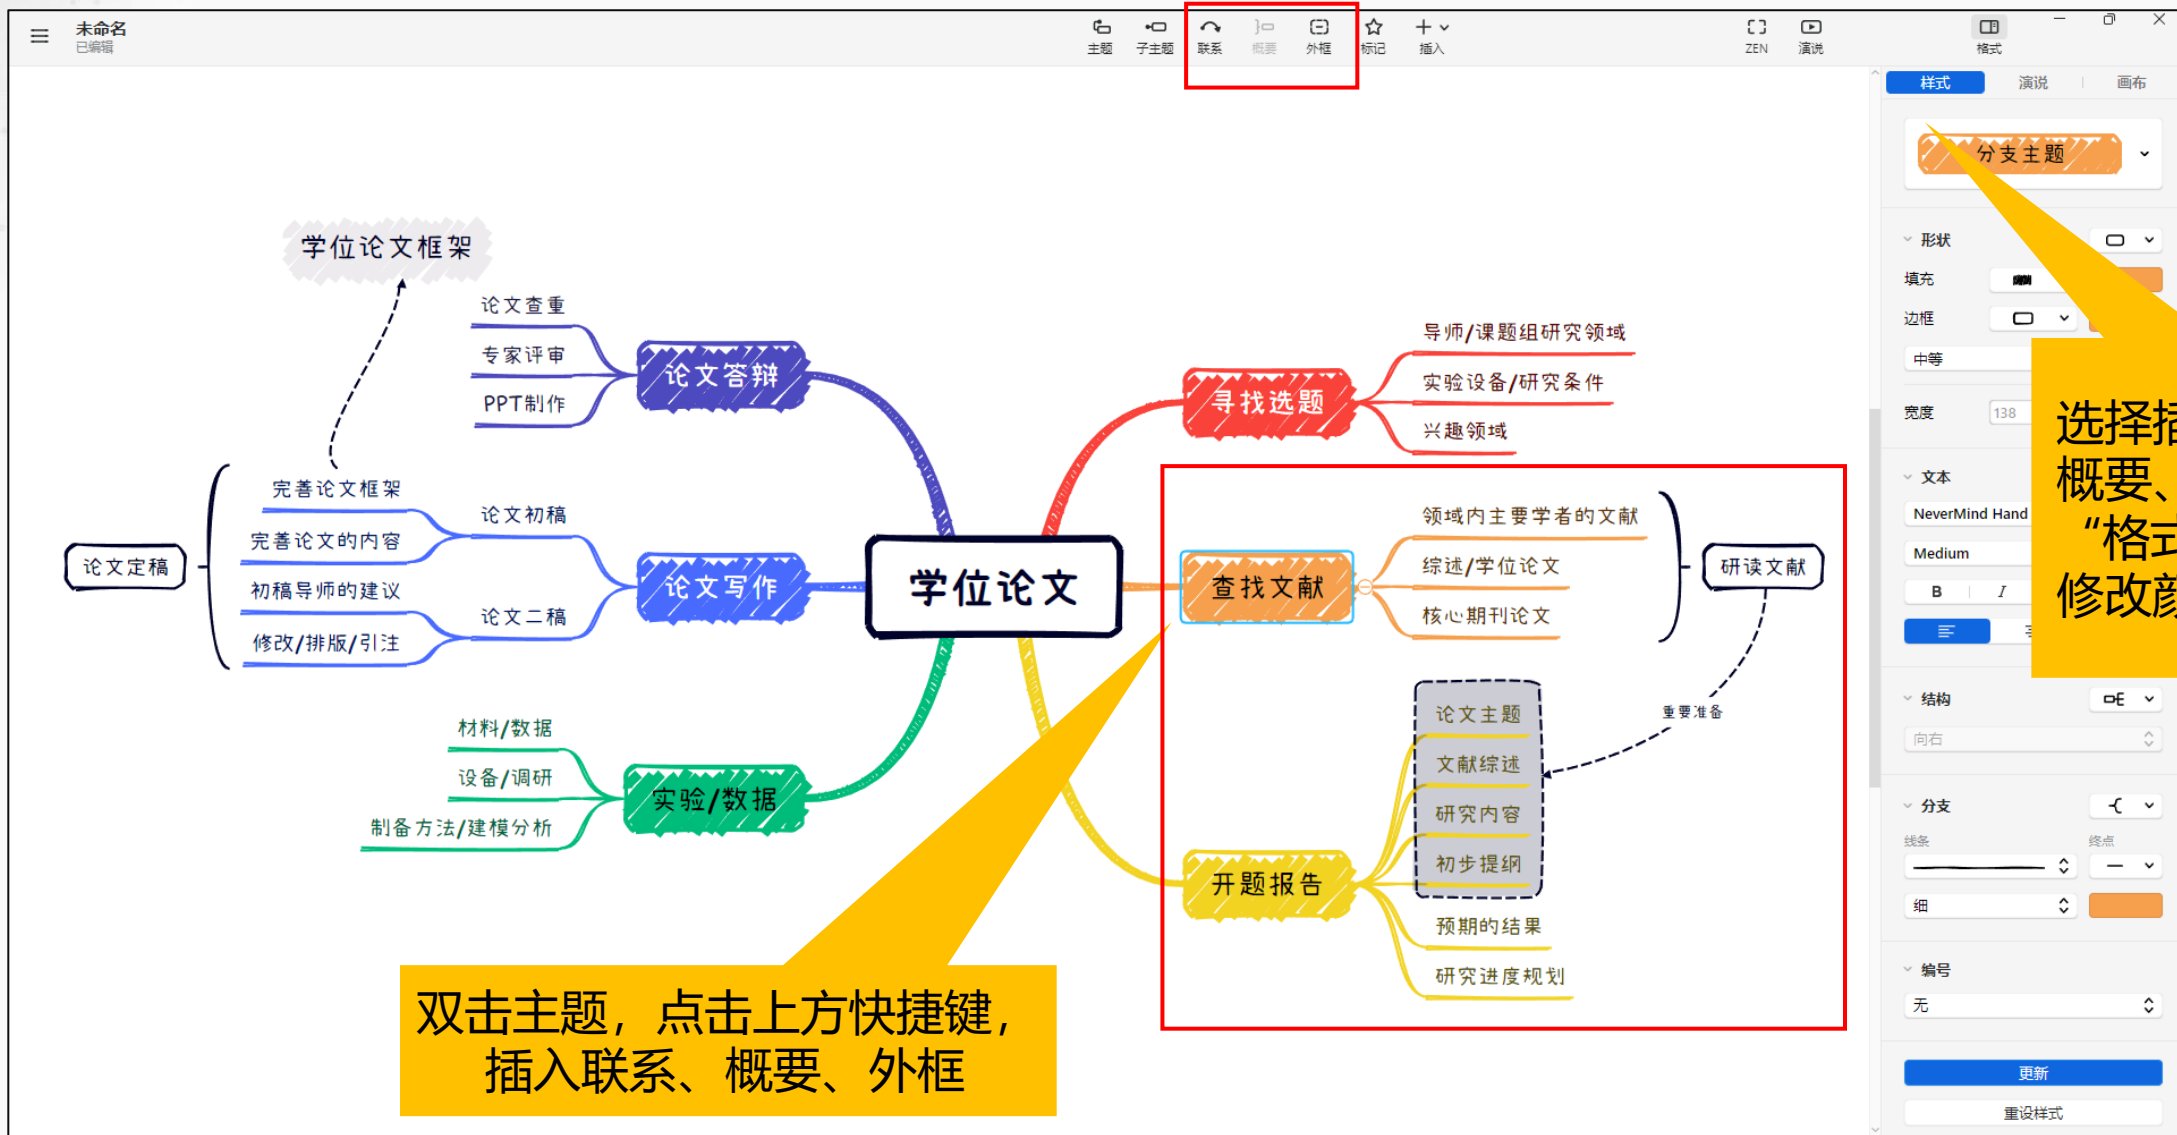 未命名
已编辑
主题
子主题
联系
概要
外框
标记
插入
ZEN
演说
格式
样式
演说
画布
分支主题
形状
填充
边框
中等
宽度
138
文本
NeverMind Hand
Medium
B
I
结构
向右
分支
线条
终点
细
编号
无
更新
重设样式
学位论文框架
论文查重
专家评审
PPT制作
论文答辩
完善论文框架
完善论文的内容
初稿导师的建议
修改/排版/引注
论文初稿
论文二稿
论文写作
论文定稿
材料/数据
设备/调研
制备方法/建模分析
实验/数据
学位论文
寻找选题
导师/课题组研究领域
实验设备/研究条件
兴趣领域
查找文献
领域内主要学者的文献
综述/学位论文
核心期刊论文
研读文献
重要准备
开题报告
论文主题
文献综述
研究内容
初步提纲
预期的结果
研究进度规划
双击主题，点击上方快捷键，
插入联系、概要、外框
选择
概要、
“格式
修改